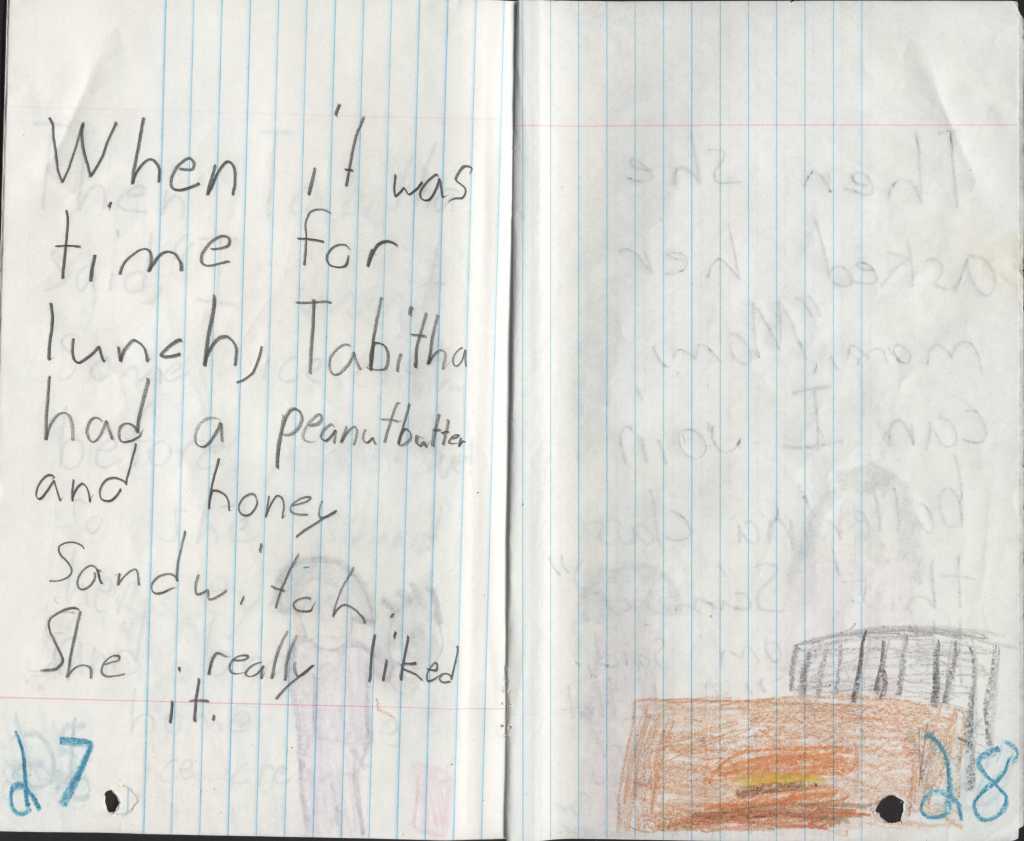 When it was
time for
lunch, Tabitha
had a peanutbutter
and honey
Sandwitch.
She really liked
it.
27
28